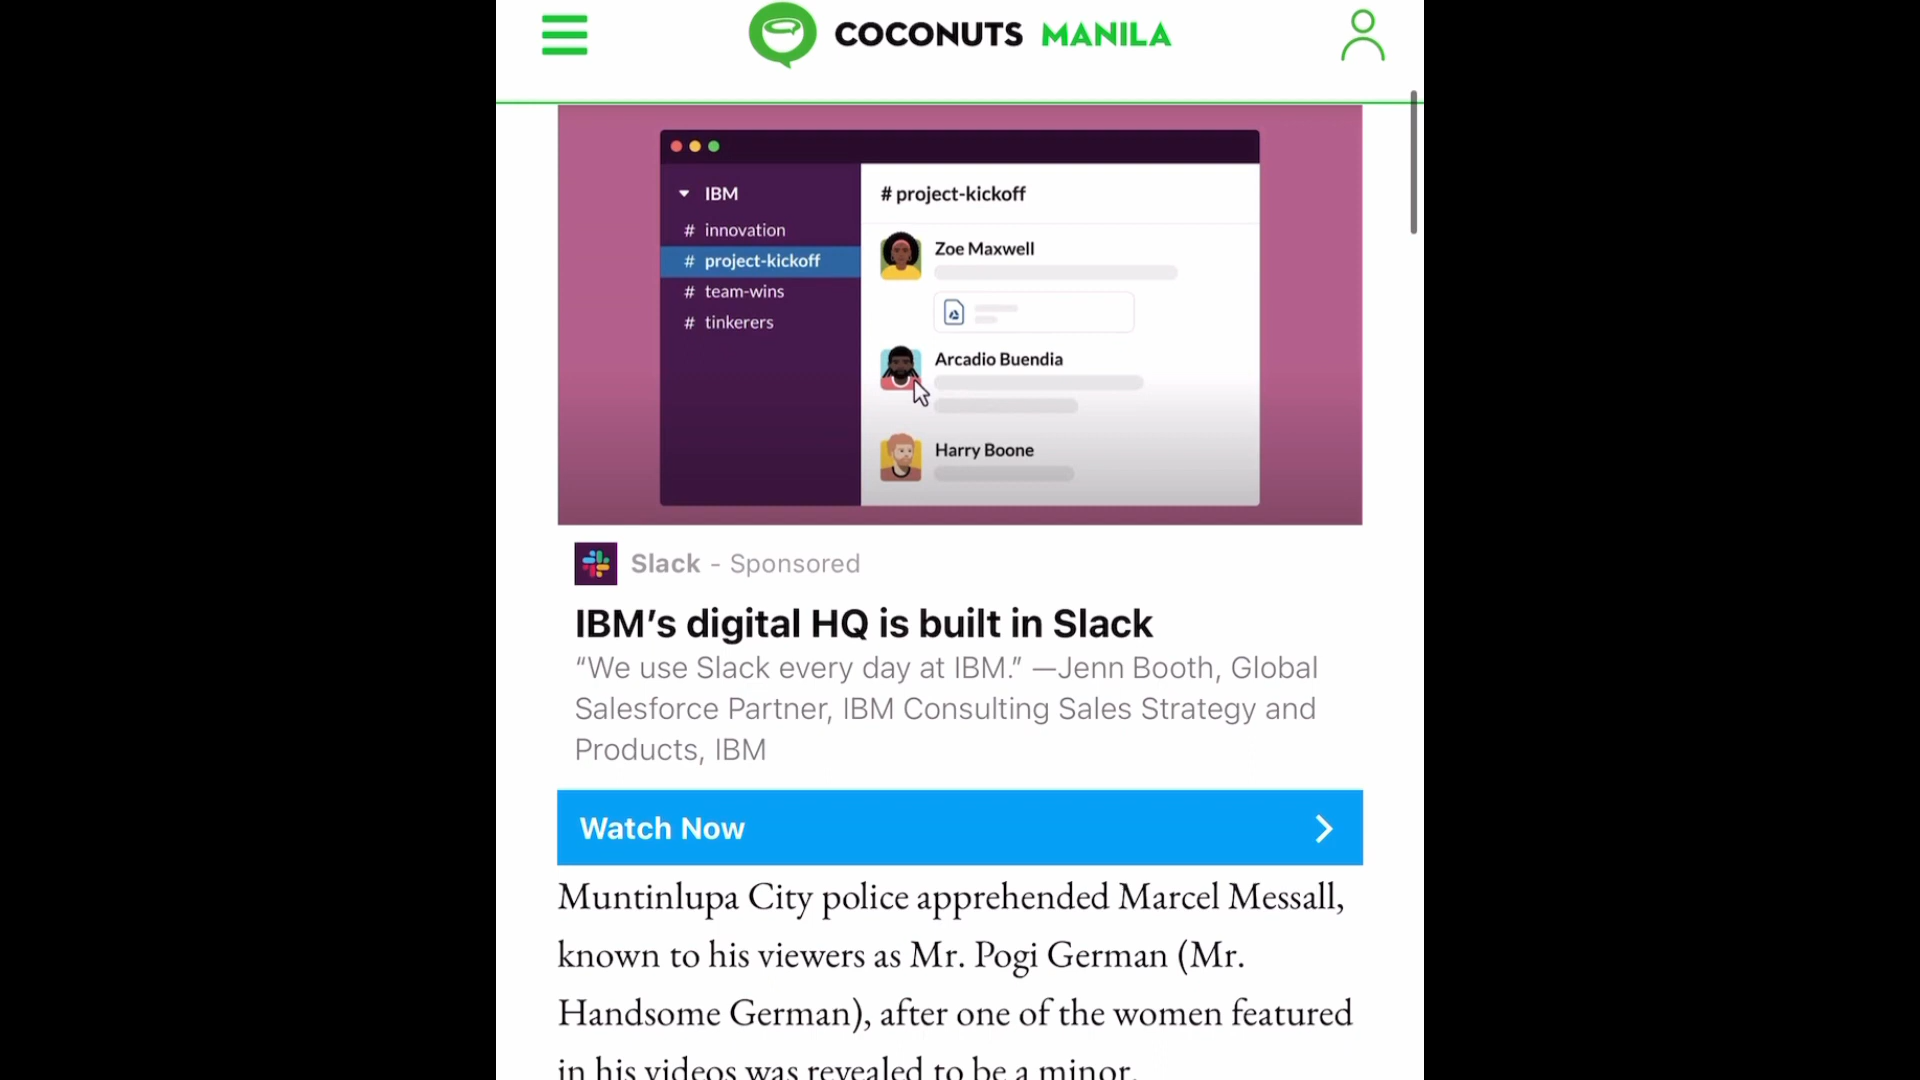 COCONUTS MANILA
IBM
# innovation
# project-kickoff
# team-wins
# tinkerers
# project-kickoff
Zoe Maxwell
Arcadio Buendia
Harry Boone
Slack - Sponsored
IBM’s digital HQ is built in Slack
“We use Slack every day at IBM.” —Jenn Booth, Global
Salesforce Partner, IBM Consulting Sales Strategy and
Products, IBM
Watch Now
Muntinlupa City police apprehended Marcel Messall,
known to his viewers as Mr. Pogi German (Mr.
Handsome German), after one of the women featured
in his videos was revealed to be a minor.